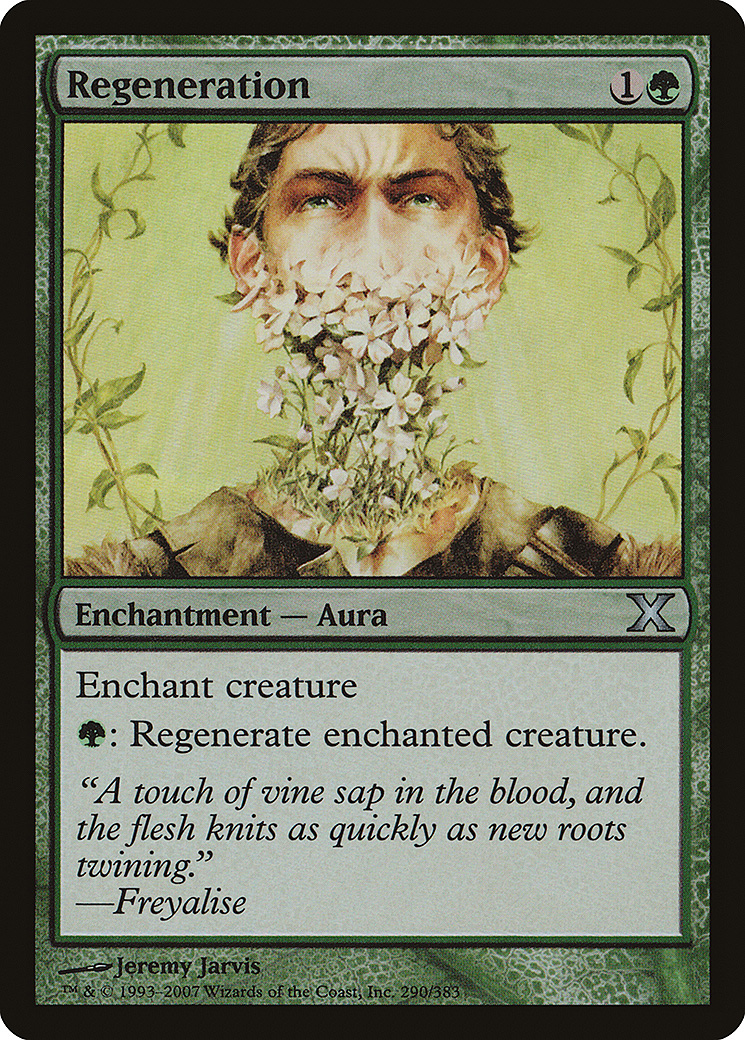 Regeneration 1
Enchantment — Aura X
Enchant creature
: Regenerate enchanted creature.
“A touch of vine sap in the blood, and
the flesh knits as quickly as new roots
twining.”
—Freyalise
Jeremy Jarvis
™ & © 1993–2007 Wizards of the Coast, Inc. 290/383